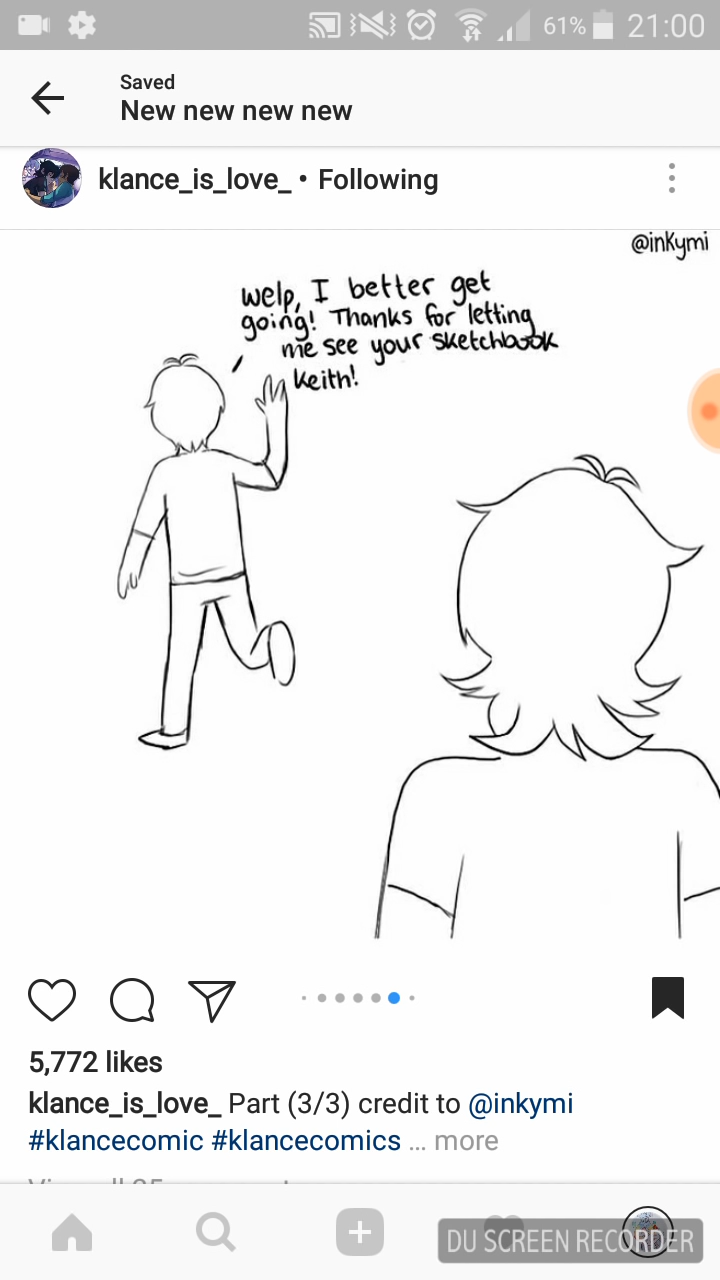 61% 21:00
Saved
New new new new
klance_is_love_ • Following
@inkymi
welp, I better get
going! Thanks for letting
me see your sketchbook
Keith!
5,772 likes
klance_is_love_ Part (3/3) credit to @inkymi
#klancecomic #klancecomics ... more
DU SCREEN RECORDER